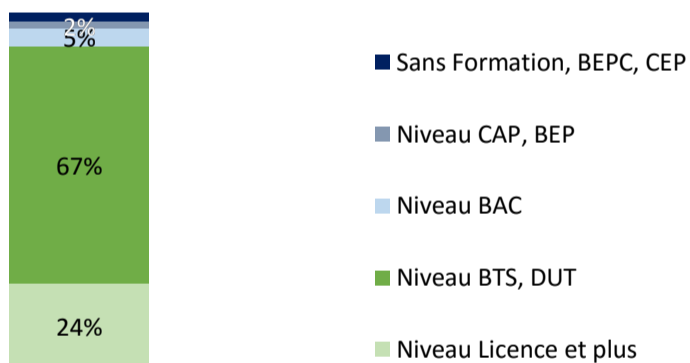 2%
5%
67%
24%
Sans Formation, BEPC, CEP
Niveau CAP, BEP
Niveau BAC
Niveau BTS, DUT
Niveau Licence et plus